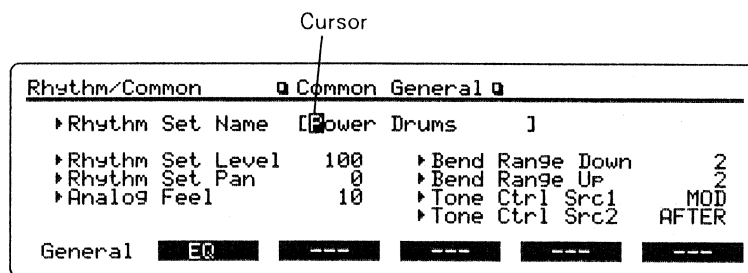 Cursor
Rhythm/Common Common General
Rhythm Set Name [Power Drums ]
Rhythm Set Level 100 Bend Range Down 2
Rhythm Set Pan 0 Bend Range Up 2
Analog Feel 10 Tone Ctrl Src1 MOD
Tone Ctrl Src2 AFTER
General EQ --- --- --- ---